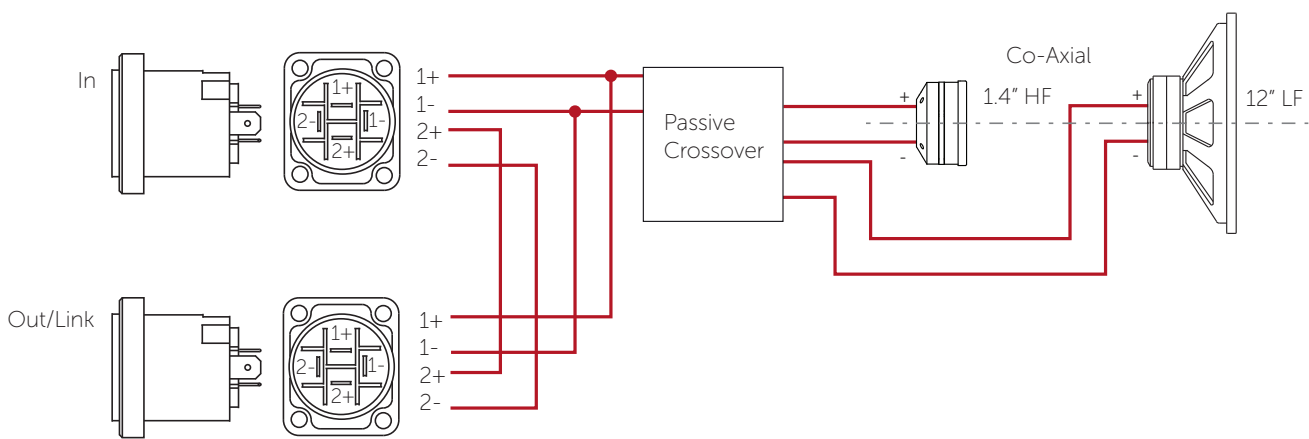 In
1+
2-
1-
2+
1+
1-
2+
2-
Passive
Crossover
+
-
Co-Axial
1.4” HF
+
-
12” LF
Out/Link
1+
2-
1-
2+
1+
1-
2+
2-